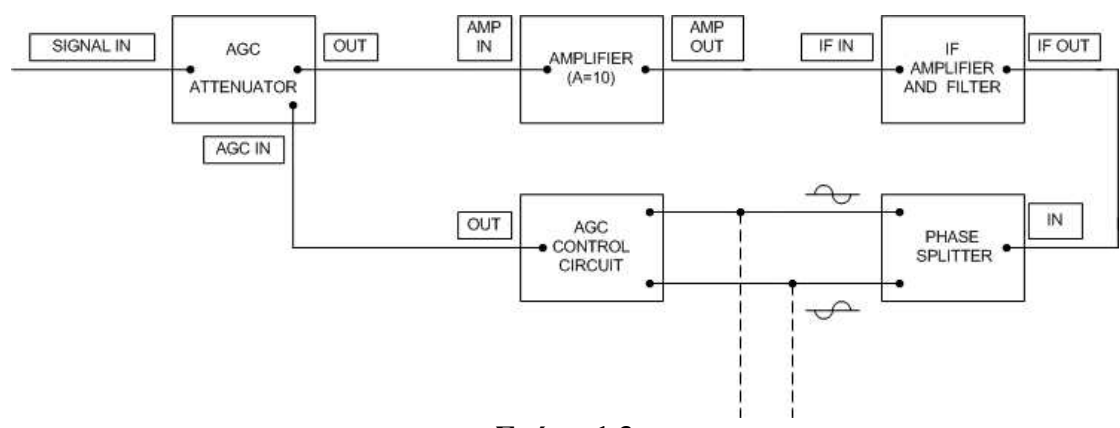 SIGNAL IN
AGC
ATTENUATOR
OUT
AGC IN
AMP
IN
AMPLIFIER
(A=10)
AMP
OUT
IF IN
IF
AMPLIFIER
AND FILTER
IF OUT
OUT
AGC
CONTROL
CIRCUIT
PHASE
SPLITTER
IN